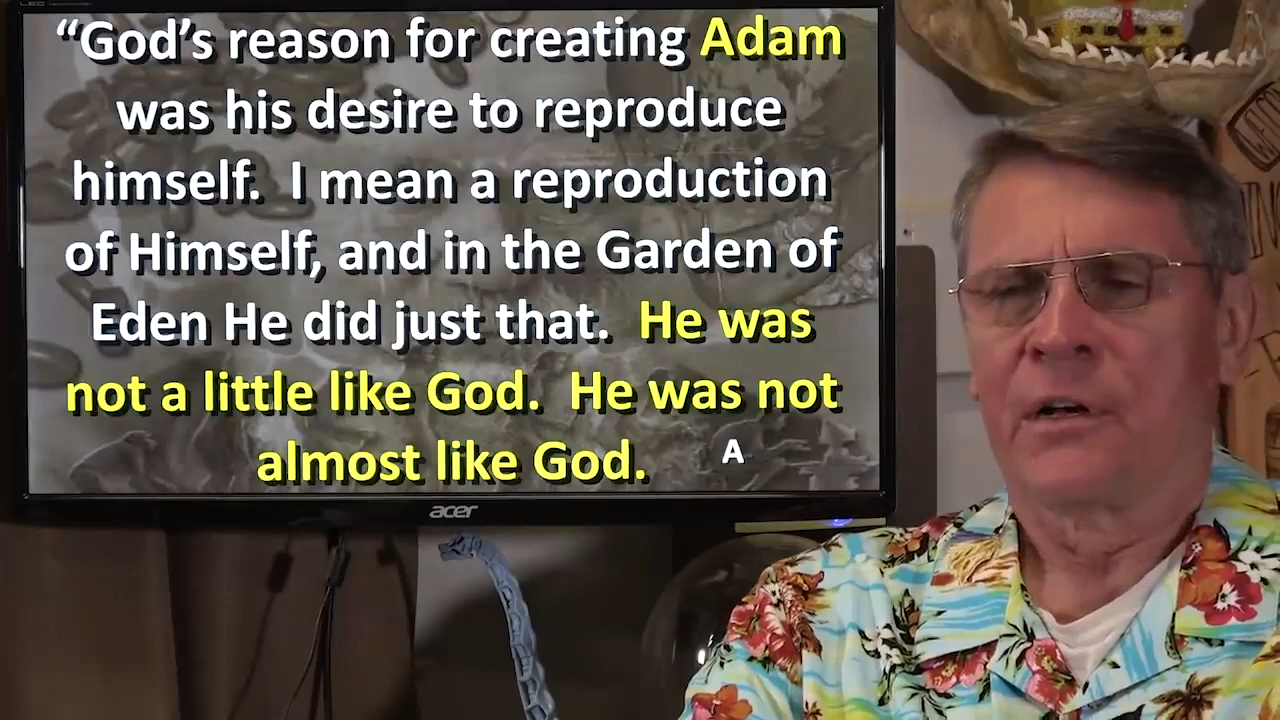 LED
“God’s reason for creating Adam
was his desire to reproduce
himself. I mean a reproduction
of Himself, and in the Garden of
Eden He did just that. He was
not a little like God. He was not
almost like God. A
acer